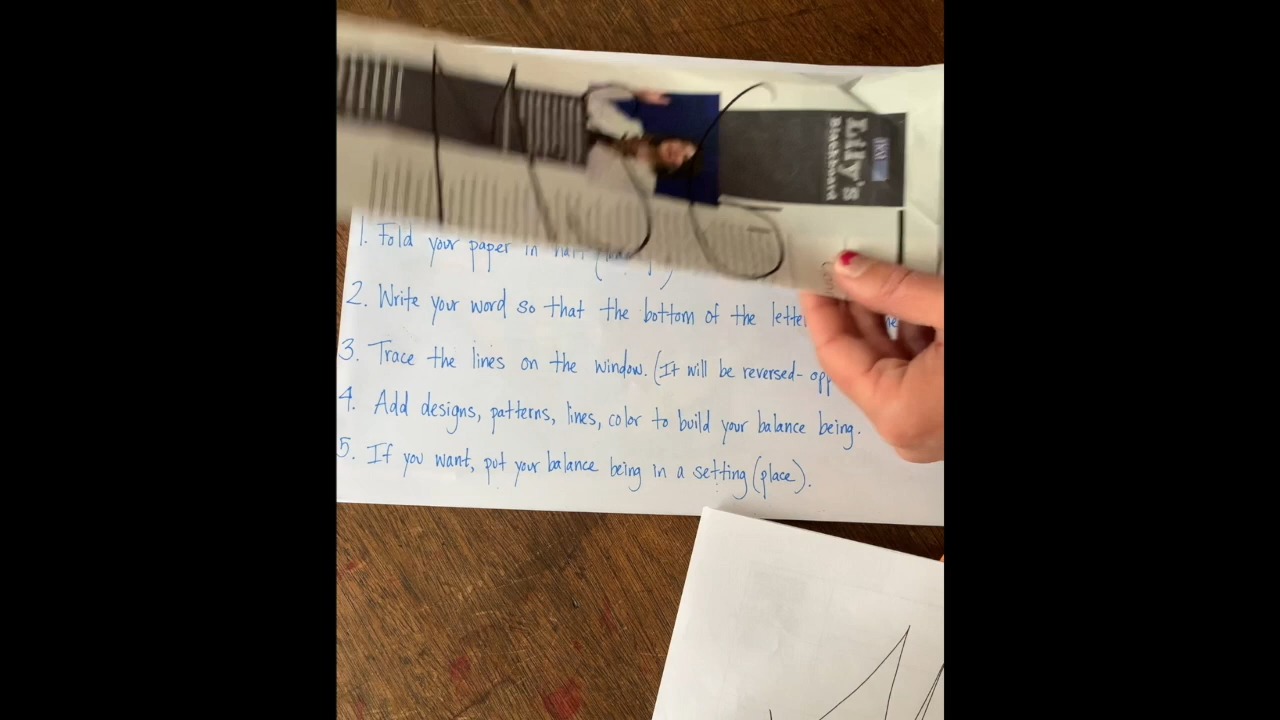 Lilly's
Blackboard
1. Fold your paper in
2. Write your word so that the bottom of the
3. Trace the lines on the window. (It will be reversed-
4. Add designs, patterns, lines, color to build your balance being.
5. If you want, put your balance being in a setting (place).